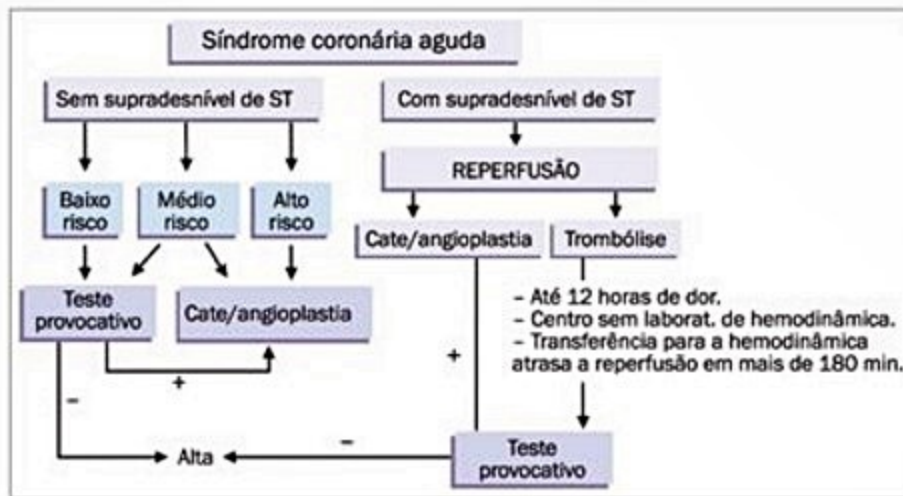 Síndrome coronária aguda
Sem supradesnível de ST
Com supradesnível de ST
REPERFUSÃO
Baixo
risco
Médio
risco
Alto
risco
Cate/angioplastia
Trombólise
Teste
provocativo
Cate/angioplastia
– Até 12 horas de dor.
– Centro sem laborat. de hemodinâmica.
– Transferência para a hemodinâmica
atrasa a reperfusão em mais de 180 min.
+
+
–
–
Alta
Teste
provocativo